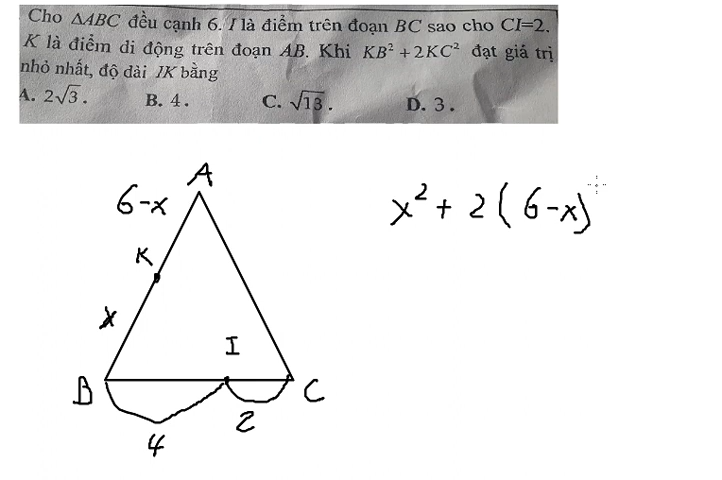 Cho ΔABC đều cạnh 6. I là điểm trên đoạn BC sao cho CI=2.
K là điểm di động trên đoạn AB. Khi KB² + 2KC² đạt giá trị
nhỏ nhất, độ dài IK bằng
A. 2√3. B. 4. C. √13. D. 3.
A
6-x
x² + 2(6-x)
K
x
I
B
C
2
4